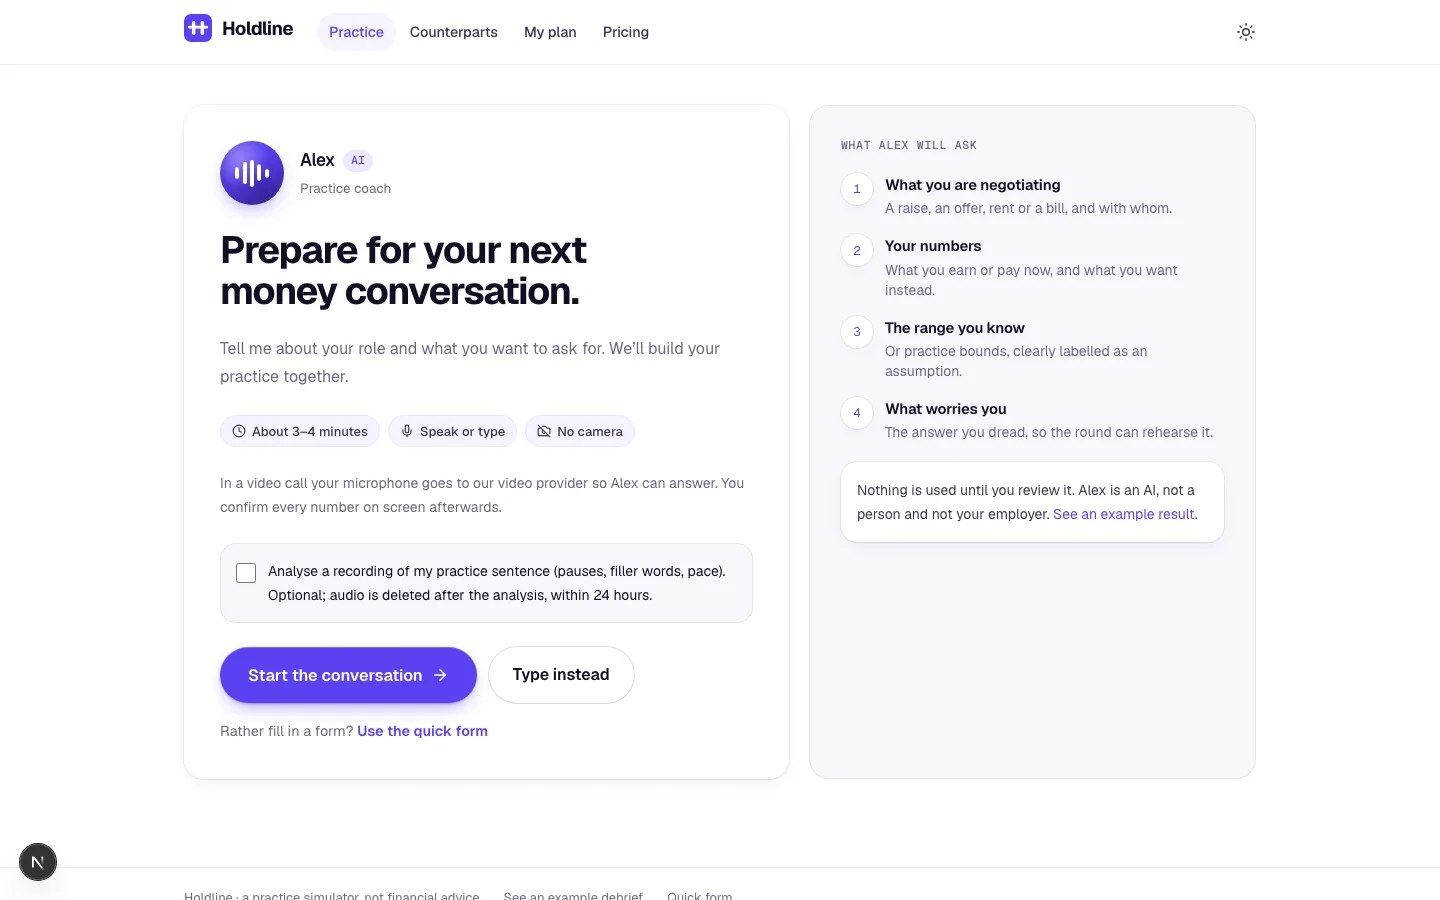 Holdline
Practice
Counterparts
My plan
Pricing
Alex AI
Practice coach
Prepare for your next
money conversation.
Tell me about your role and what you want to ask for. We’ll build your
practice together.
About 3–4 minutes
Speak or type
No camera
In a video call your microphone goes to our video provider so Alex can answer. You
confirm every number on screen afterwards.
Analyse a recording of my practice sentence (pauses, filler words, pace).
Optional; audio is deleted after the analysis, within 24 hours.
Start the conversation →
Type instead
Rather fill in a form? Use the quick form
WHAT ALEX WILL ASK
1
What you are negotiating
A raise, an offer, rent or a bill, and with whom.
2
Your numbers
What you earn or pay now, and what you want
instead.
3
The range you know
Or practice bounds, clearly labelled as an
assumption.
4
What worries you
The answer you dread, so the round can rehearse it.
Nothing is used until you review it. Alex is an AI, not a
person and not your employer. See an example result.
N
Holdline · a practice simulator, not financial advice
See an example debrief
Quick form